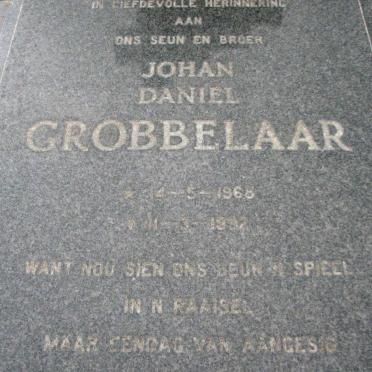 IN LIEFDEVOLLE HERINNERING
AAN
ONS SEUN EN BROER
JOHAN
DANIEL
GROBBELAAR
* 14-5-1968
11-3-1992
WANT NOU SIEN ONS DEUR 'N SPIEEL
IN 'N RAAISEL
MAAR EENDAG VAN AANGESIG